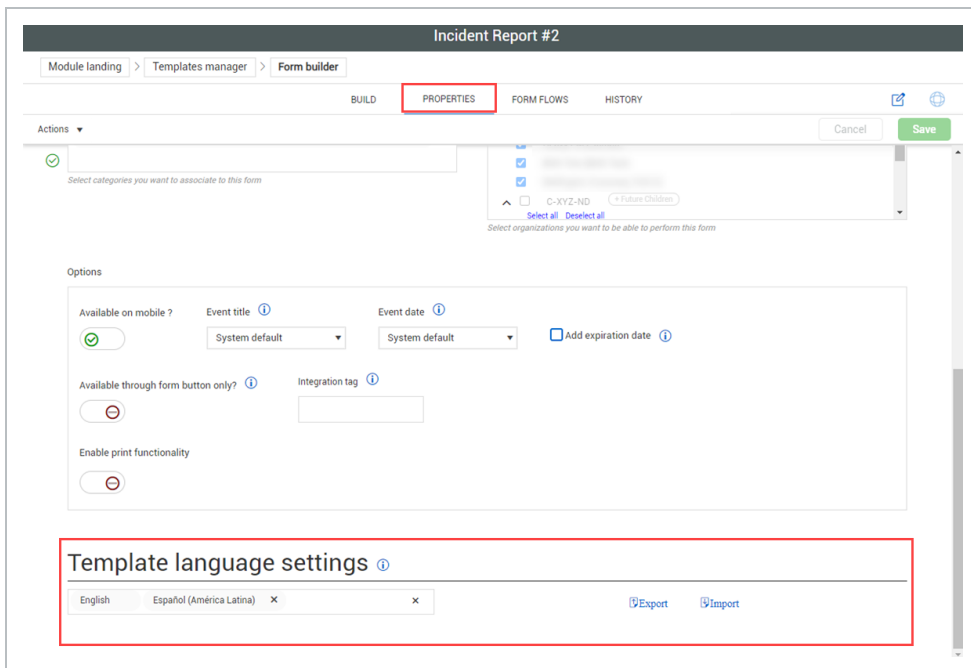 Incident Report #2
Module landing > Templates manager > Form builder
BUILD PROPERTIES FORM FLOWS HISTORY
Actions
Cancel Save
Select categories you want to associate to this form
C-XYZ-ND + Future Children
Select all Deselect all
Select organizations you want to be able to perform this form
Options
Available on mobile ? Event title Event date
System default System default Add expiration date
Available through form button only? Integration tag
Enable print functionality
Template language settings
English Español (América Latina) × × Export Import